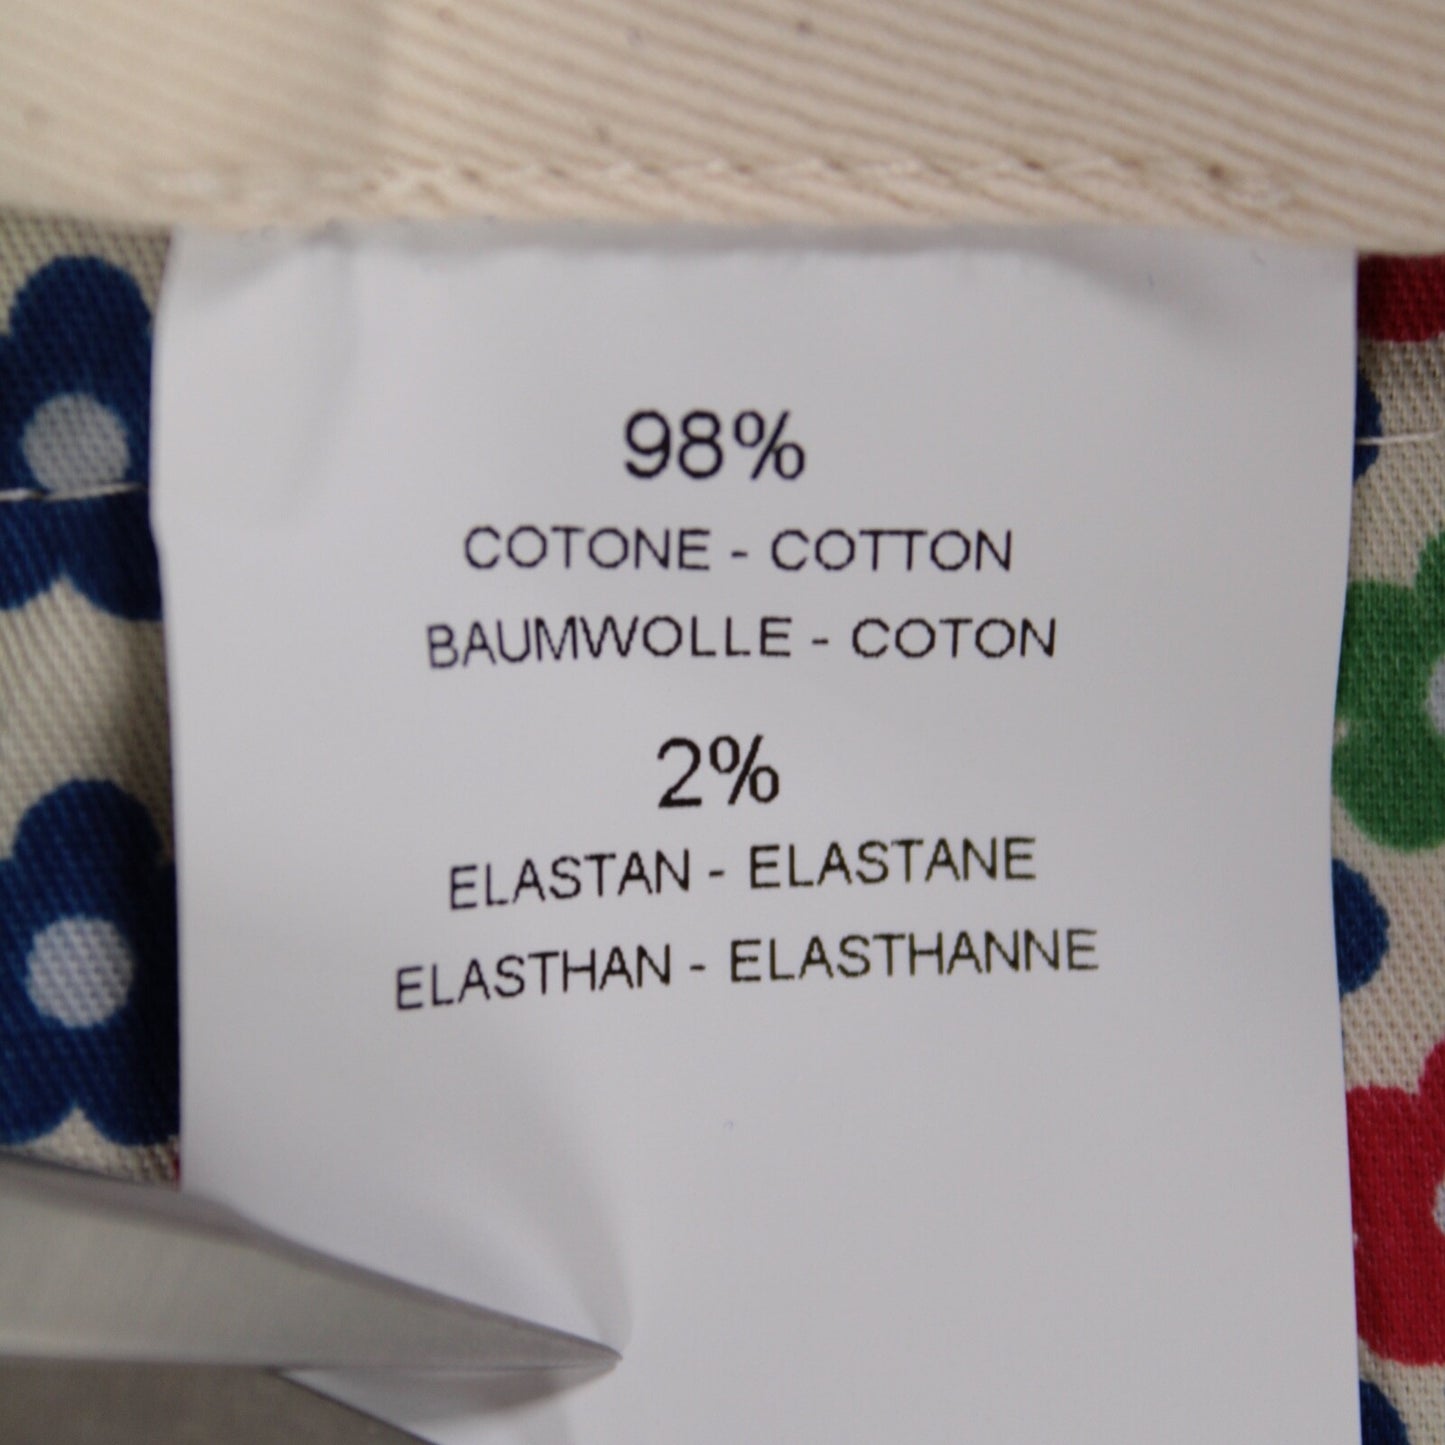 98%
COTONE - COTTON
BAUMWOLLE - COTON
2%
ELASTAN - ELASTANE
ELASTHAN - ELASTHANNE